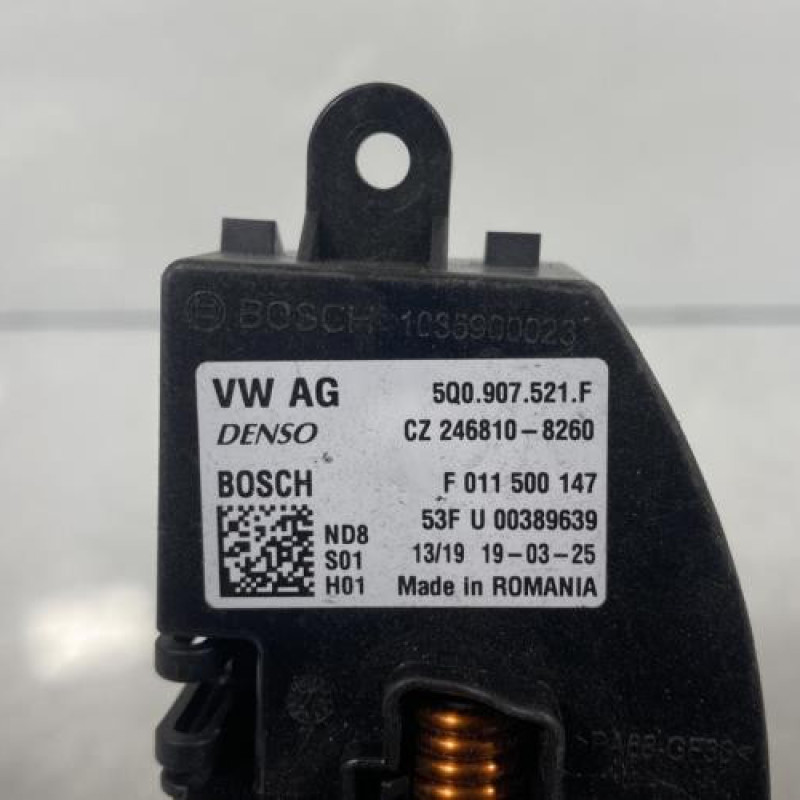 BOSCH 1036900023
VW AG 5Q0.907.521.F
DENSO CZ 246810-8260
BOSCH F 011 500 147
53F U 00389639
ND8
S01 13/19 19-03-25
H01 Made in ROMANIA